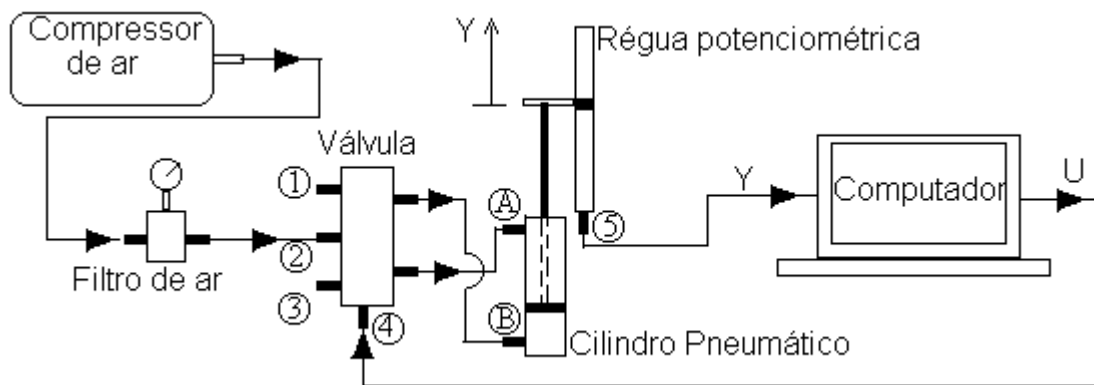 Compressor
de ar
Y
Régua potenciométrica
Válvula
①
②
③
④
Filtro de ar
Ⓐ
Ⓑ
⑤
Cilindro Pneumático
Y
Computador
U